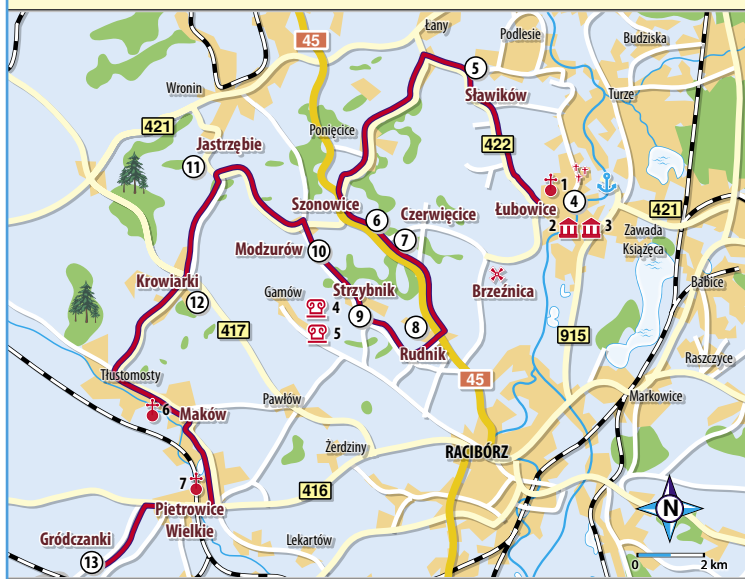 45
Łany
Podlesie
Budziska
Wronin
5
Sławików
Turze
421
Ponięcice
422
Jastrzębie
11
1
4
Łubowice
2
3
421
Szonowice
6
Czerwięcice
7
Zawada
Książęca
Modzurów
10
Brzeźnica
Babice
Krowiarki
12
Gamów
Strzybnik
4
9
8
5
417
Rudnik
915
Raszczyce
Tłustomosty
45
Markowice
6
Maków
Pawłów
RACIBÓRZ
Żerdziny
7
416
Pietrowice
Wielkie
N
Gródczanki
13
Lekartów
0
2 km